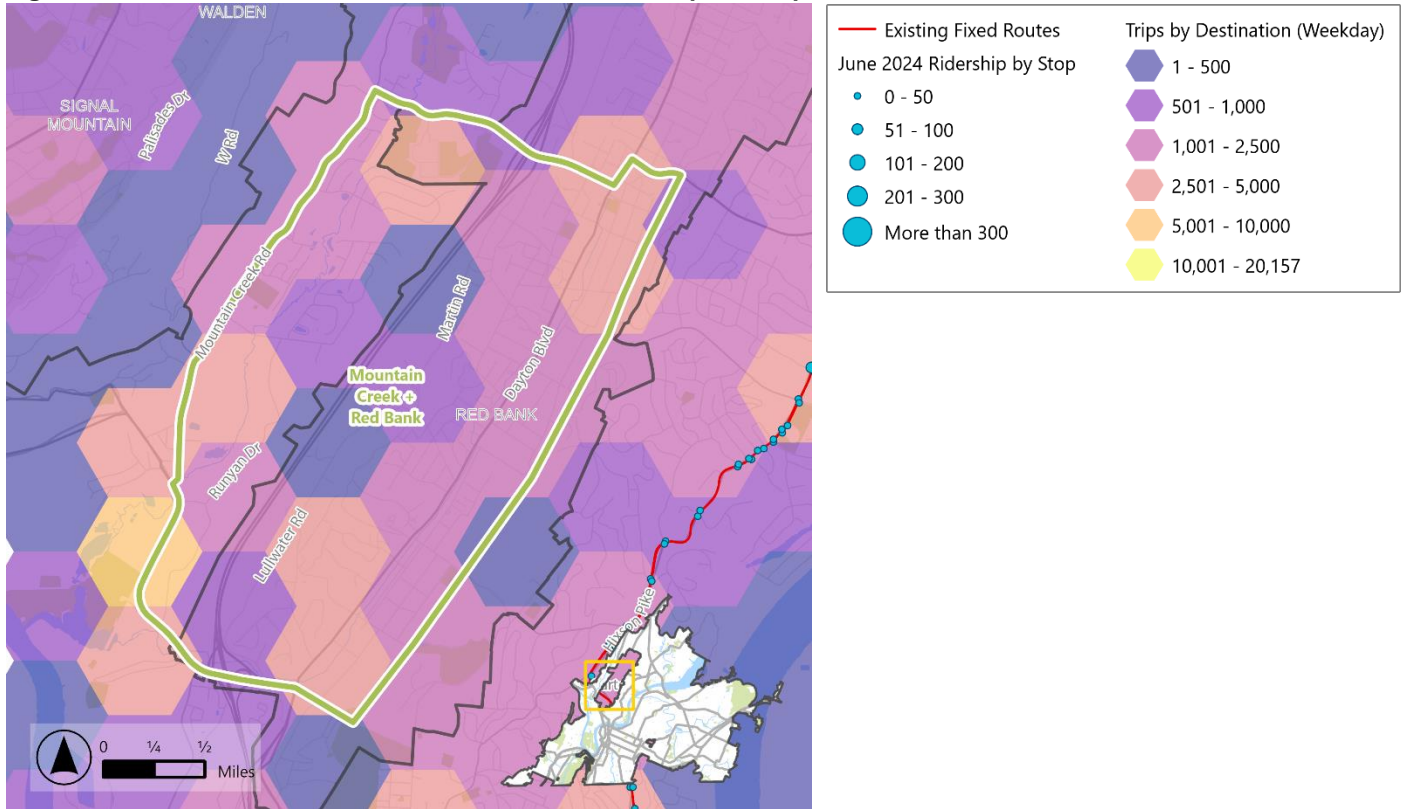 WALDEN
SIGNAL
MOUNTAIN
Palisades Dr
W Rd
Mountain Creek Rd
Martin Rd
Dayton Blvd
Mountain
Creek +
Red Bank
RED BANK
Runyan Dr
Lullwater Rd
Hixson Pike
0 ¼ ½
Miles
Existing Fixed Routes
June 2024 Ridership by Stop
0 - 50
51 - 100
101 - 200
201 - 300
More than 300
Trips by Destination (Weekday)
1 - 500
501 - 1,000
1,001 - 2,500
2,501 - 5,000
5,001 - 10,000
10,001 - 20,157